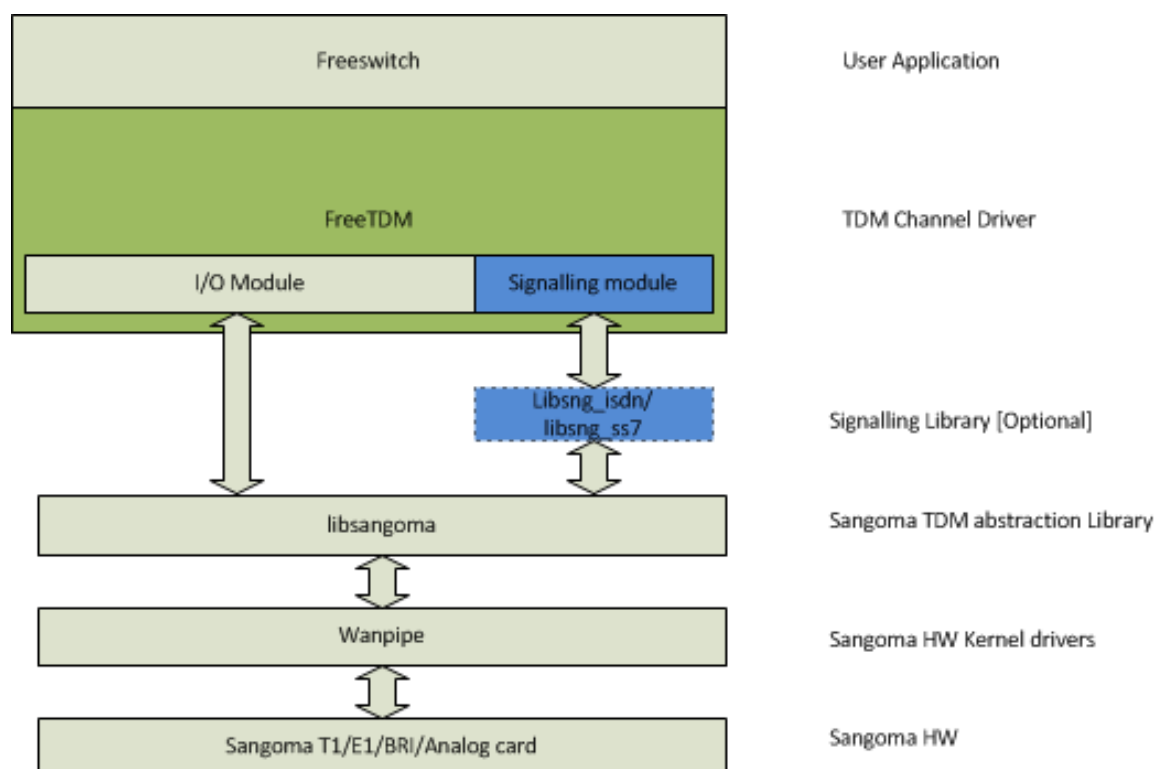 Freeswitch
User Application
FreeTDM
TDM Channel Driver
I/O Module
Signalling module
Libsng_isdn/
libsng_ss7
Signalling Library [Optional]
libsangoma
Sangoma TDM abstraction Library
Wanpipe
Sangoma HW Kernel drivers
Sangoma T1/E1/BRI/Analog card
Sangoma HW